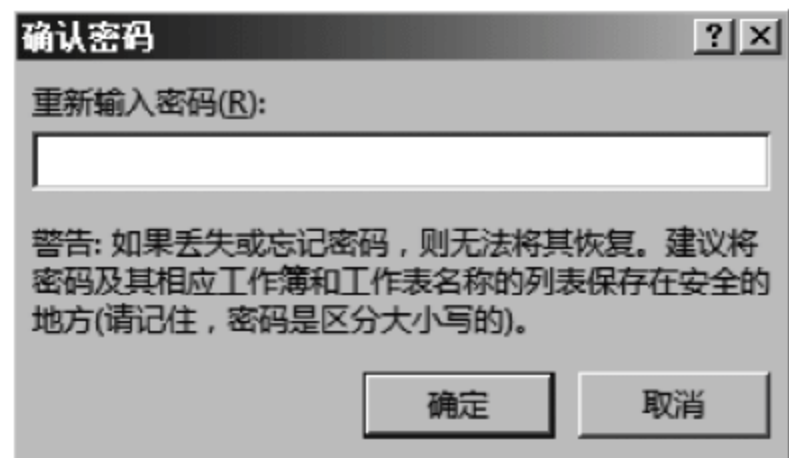 确认密码
重新输入密码(R):
警告: 如果丢失或忘记密码，则无法将其恢复。建议将
密码及其相应工作簿和工作表名称的列表保存在安全的
地方(请记住，密码是区分大小写的)。
确定 取消